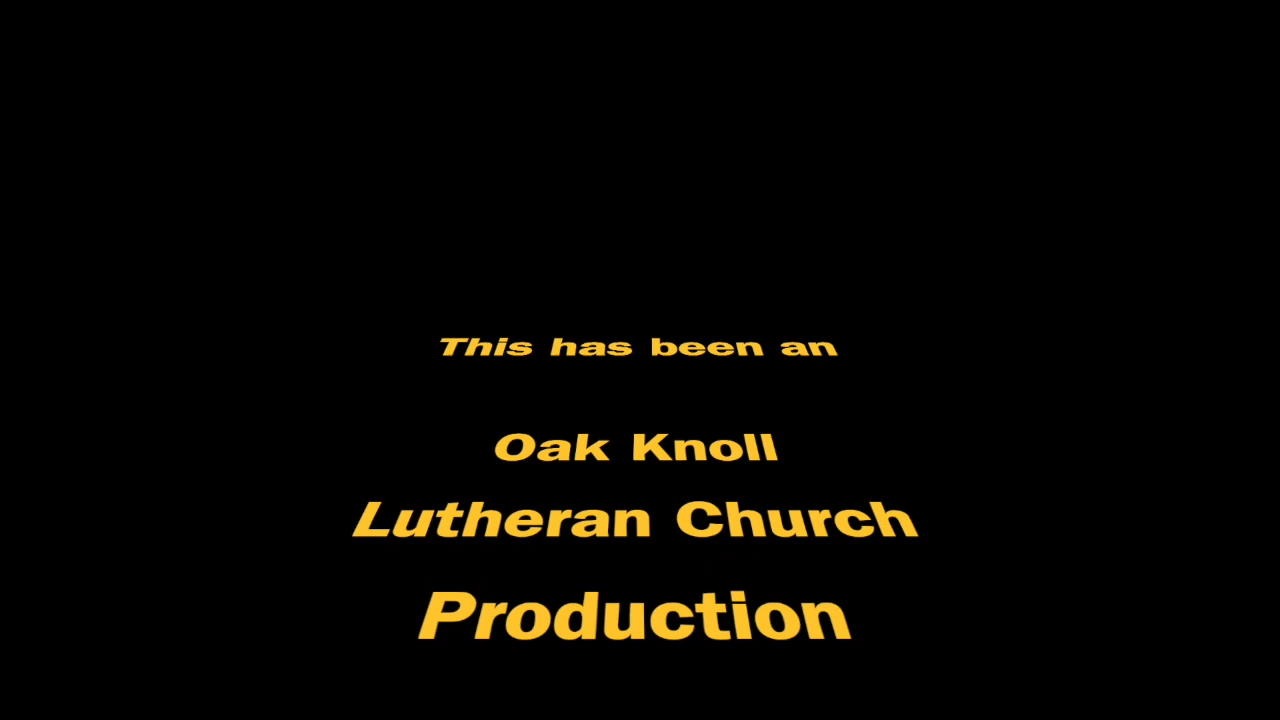 This has been an
Oak Knoll
Lutheran Church
Production